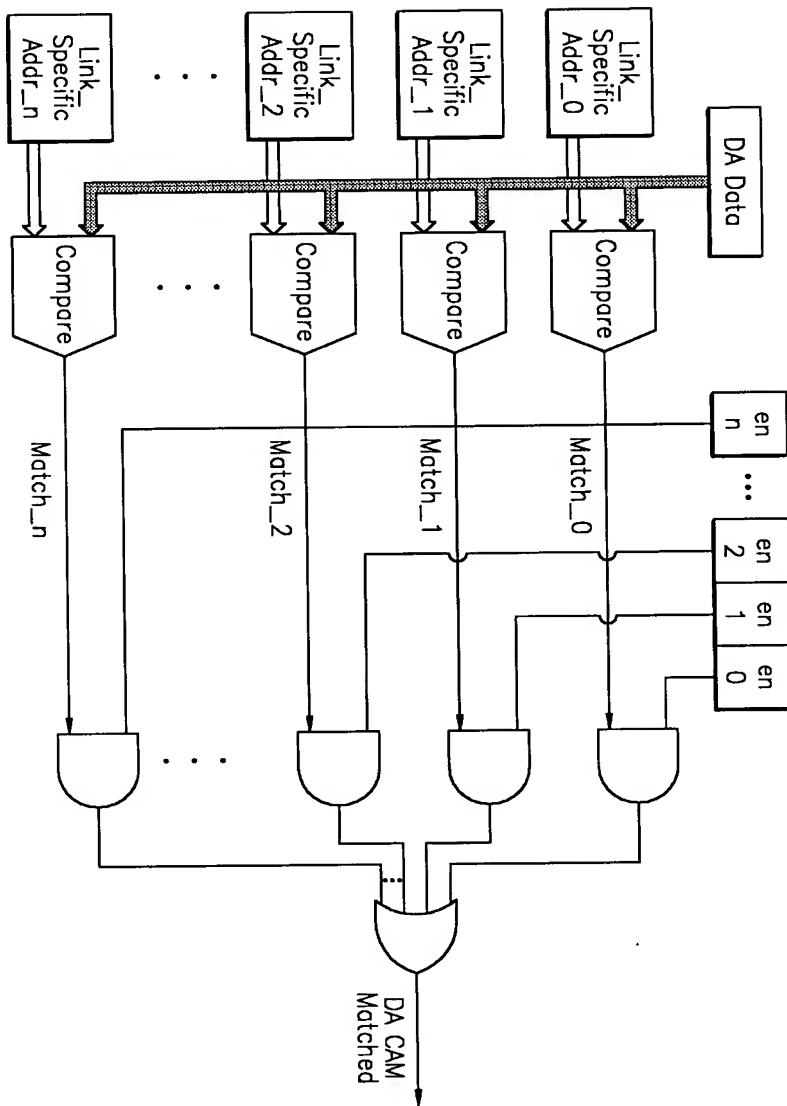 DA Data
Link_
Specific
Addr_0
Link_
Specific
Addr_1
Link_
Specific
Addr_2
Link_
Specific
Addr_n
Compare
Compare
Compare
Compare
en
n
en
2
en
1
en
0
Match_0
Match_1
Match_2
Match_n
DA CAM
Matched